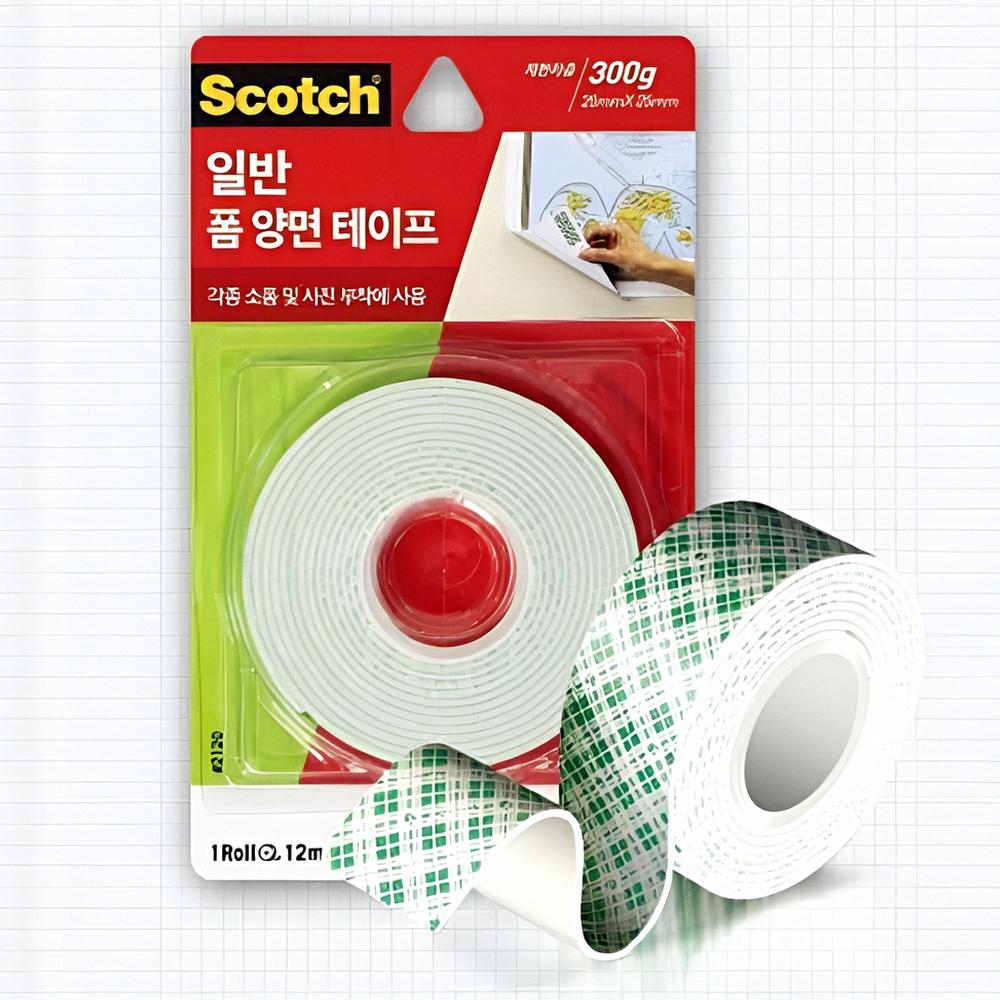 Scotch
300g
일반
폼 양면 테이프
각종 소품 및 사진 부착에 사용
1Roll 12m